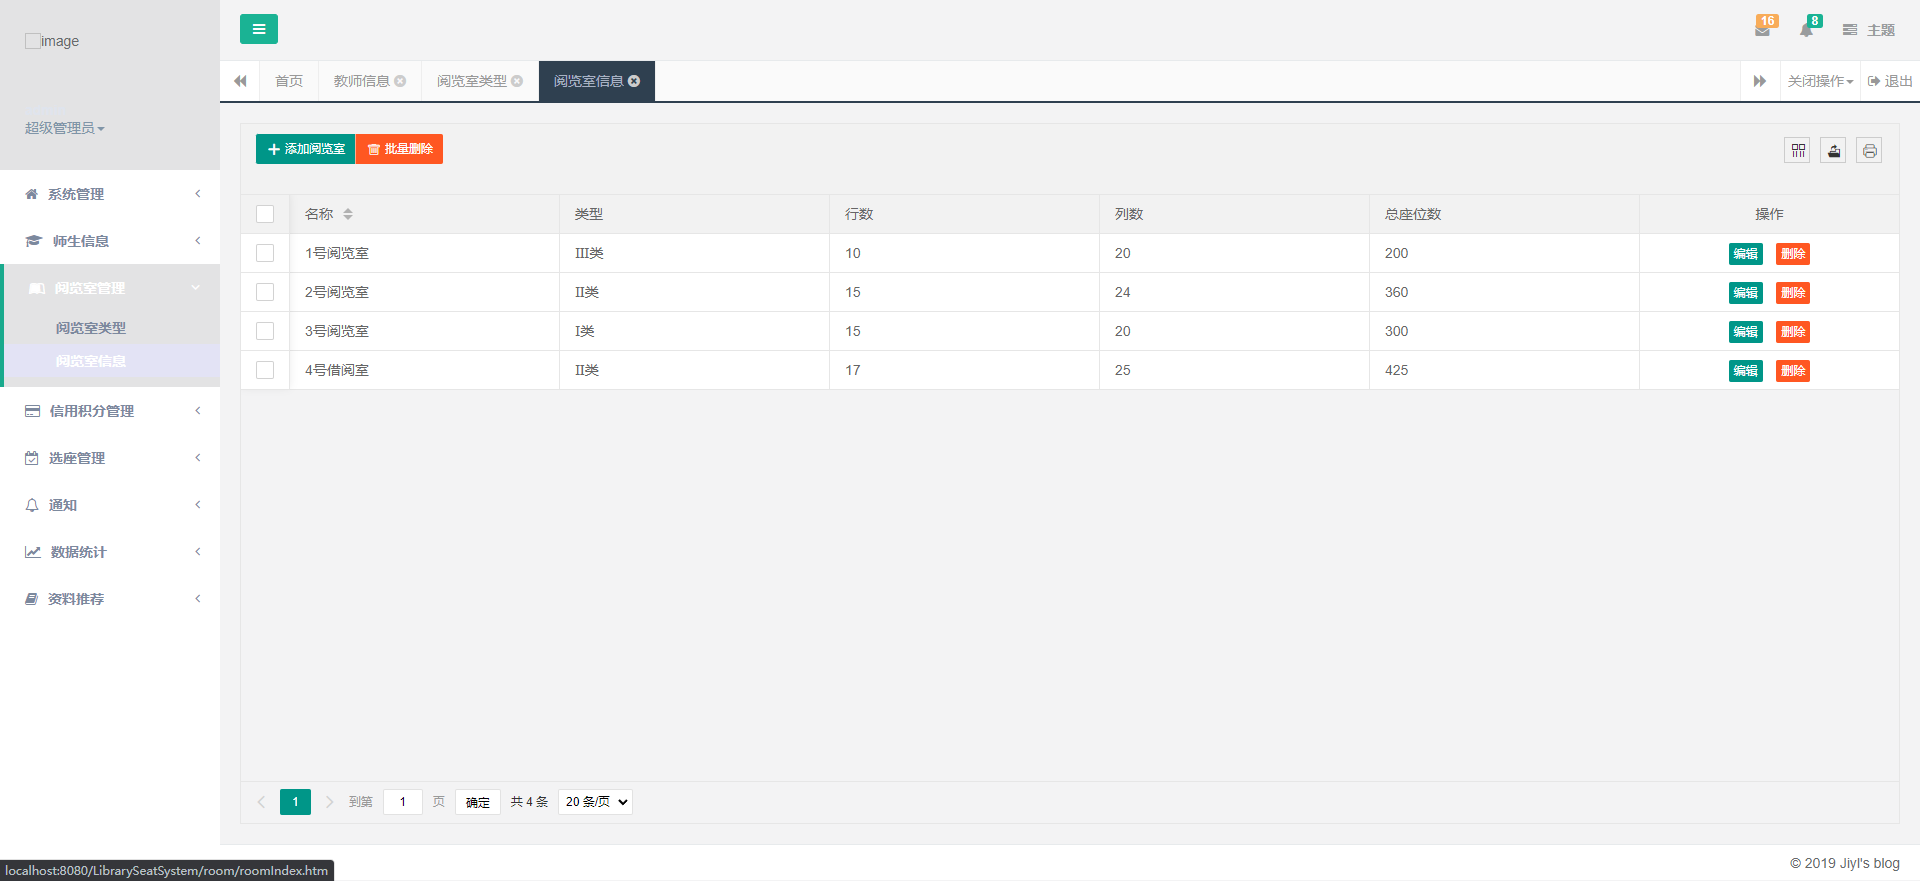 image
超级管理员
系统管理
师生信息
阅览室管理
阅览室类型
阅览室信息
信用积分管理
选座管理
通知
数据统计
资料推荐
16
8
主题
首页 教师信息 阅览室类型 阅览室信息 关闭操作 退出
添加阅览室 批量删除
名称 类型 行数 列数 总座位数 操作
1号阅览室 III类 10 20 200 编辑 删除
2号阅览室 II类 15 24 360 编辑 删除
3号阅览室 I类 15 20 300 编辑 删除
4号借阅室 II类 17 25 425 编辑 删除
1 到第 1 页 确定 共 4 条 20 条/页
© 2019 Jiyl's blog
localhost:8080/LibrarySeatSystem/room/roomIndex.htm